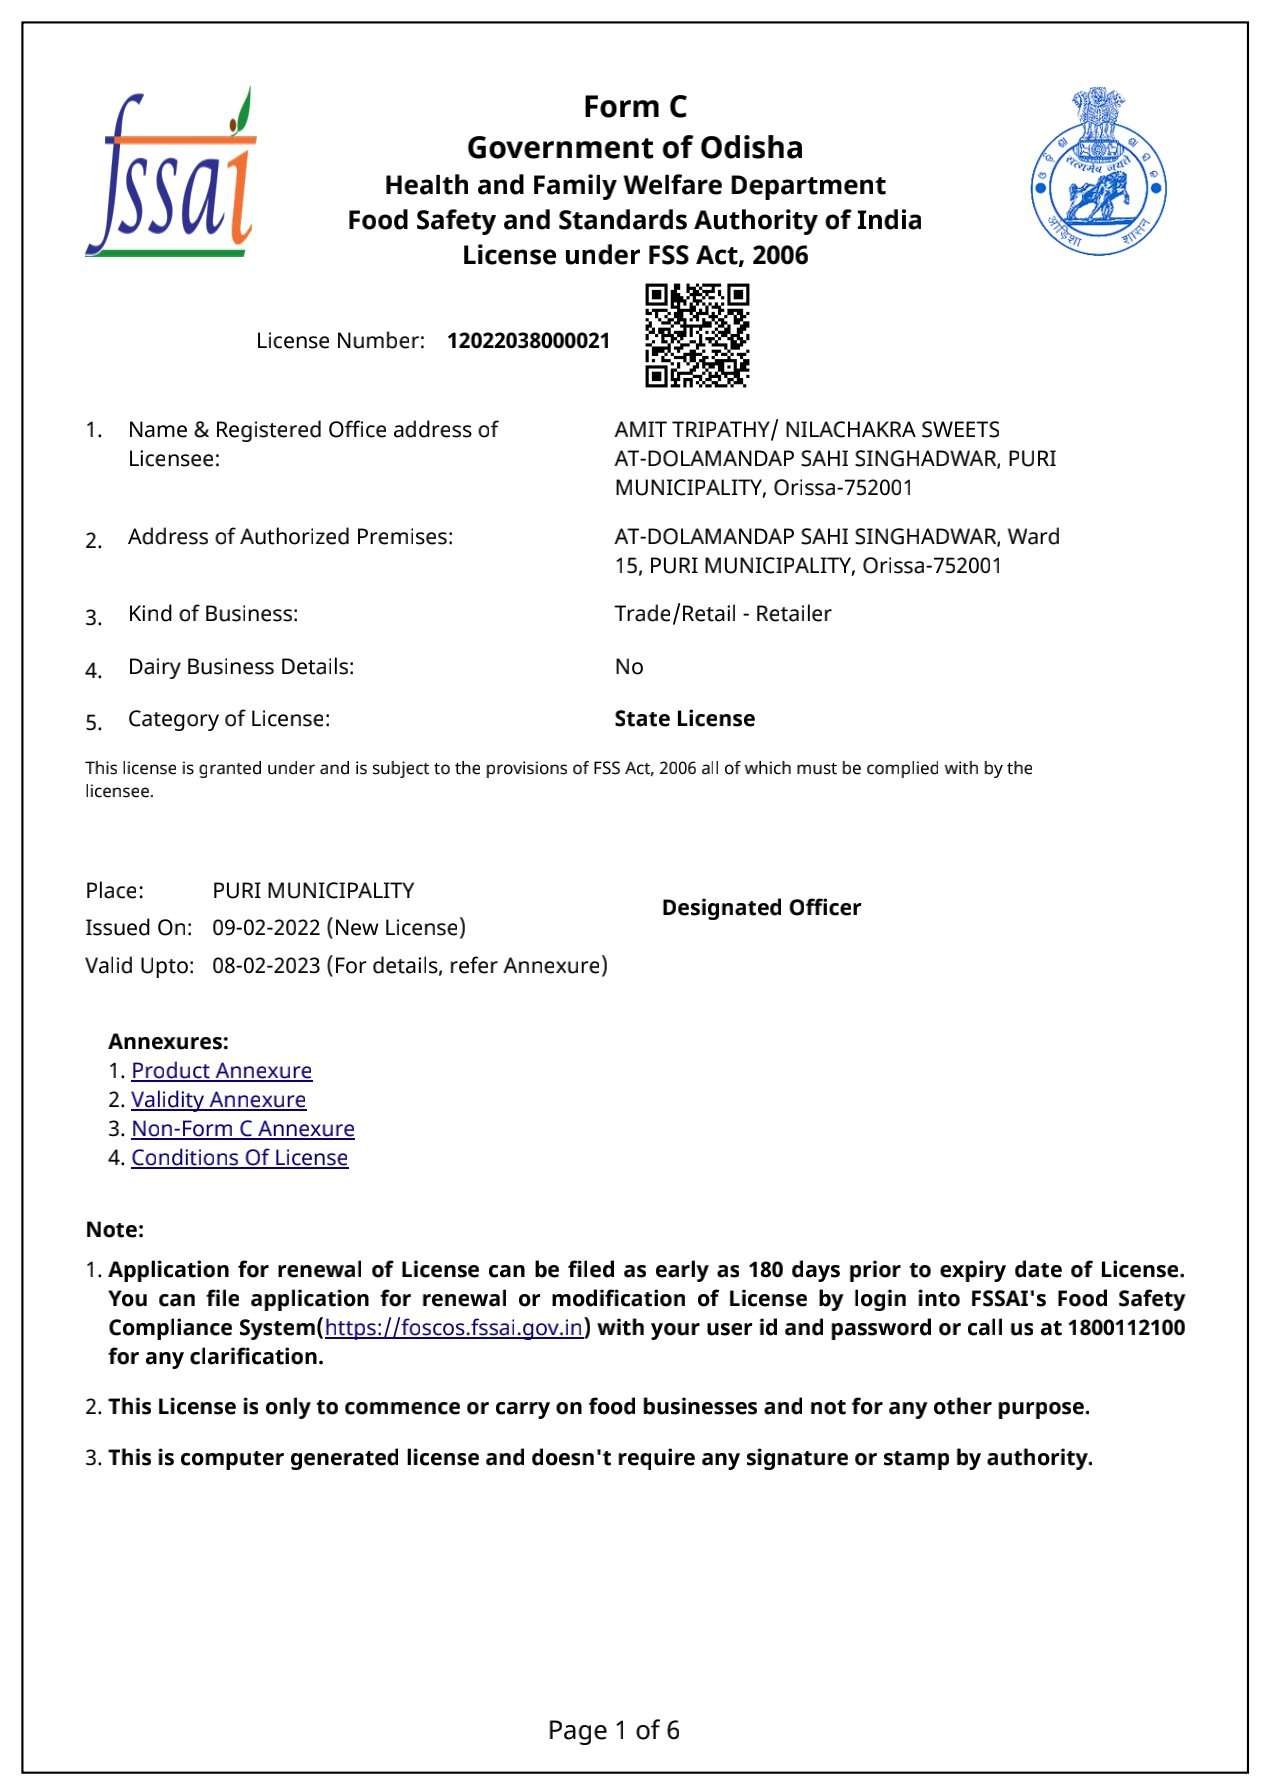 fssai
Form C
Government of Odisha
Health and Family Welfare Department
Food Safety and Standards Authority of India
License under FSS Act, 2006
सत्यमेव जयते
ओड़िशा शासन
License Number: 12022038000021
1. Name & Registered Office address of AMIT TRIPATHY/ NILACHAKRA SWEETS
Licensee: AT-DOLAMANDAP SAHI SINGHADWAR, PURI
MUNICIPALITY, Orissa-752001
2. Address of Authorized Premises: AT-DOLAMANDAP SAHI SINGHADWAR, Ward
15, PURI MUNICIPALITY, Orissa-752001
3. Kind of Business: Trade/Retail - Retailer
4. Dairy Business Details: No
5. Category of License: State License
This license is granted under and is subject to the provisions of FSS Act, 2006 all of which must be complied with by the
licensee.
Place: PURI MUNICIPALITY
Designated Officer
Issued On: 09-02-2022 (New License)
Valid Upto: 08-02-2023 (For details, refer Annexure)
Annexures:
1. Product Annexure
2. Validity Annexure
3. Non-Form C Annexure
4. Conditions Of License
Note:
1. Application for renewal of License can be filed as early as 180 days prior to expiry date of License.
You can file application for renewal or modification of License by login into FSSAI's Food Safety
Compliance System(https://foscos.fssai.gov.in) with your user id and password or call us at 1800112100
for any clarification.
2. This License is only to commence or carry on food businesses and not for any other purpose.
3. This is computer generated license and doesn't require any signature or stamp by authority.
Page 1 of 6